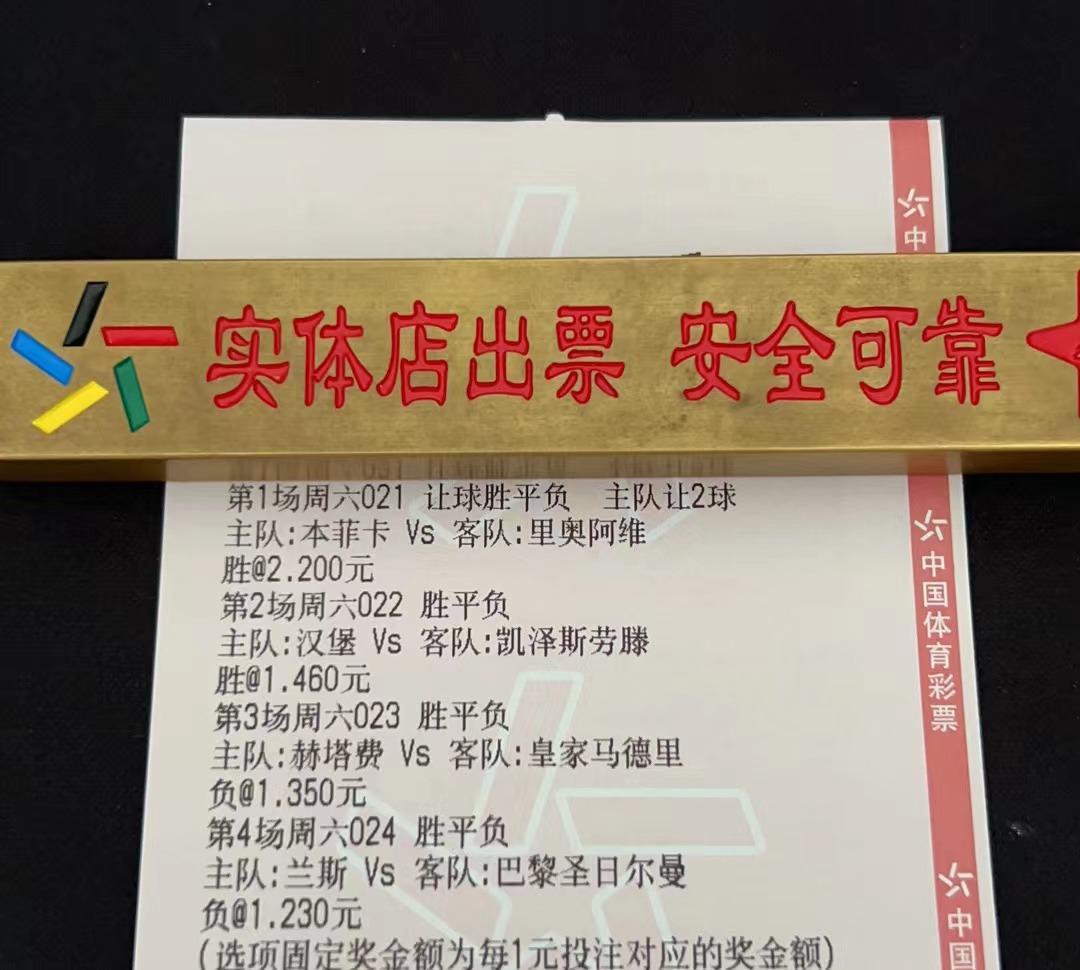 中
实体店出票 安全可靠
第1场周六021 让球胜平负 主队让2球
主队:本菲卡 Vs 客队:里奥阿维
胜@2.200元
第2场周六022 胜平负
主队:汉堡 Vs 客队:凯泽斯劳滕
胜@1.460元
第3场周六023 胜平负
主队:赫塔费 Vs 客队:皇家马德里
负@1.350元
第4场周六024 胜平负
主队:兰斯 Vs 客队:巴黎圣日尔曼
负@1.230元
(选项固定奖金额为每1元投注对应的奖金额)
中国体育彩票
中国